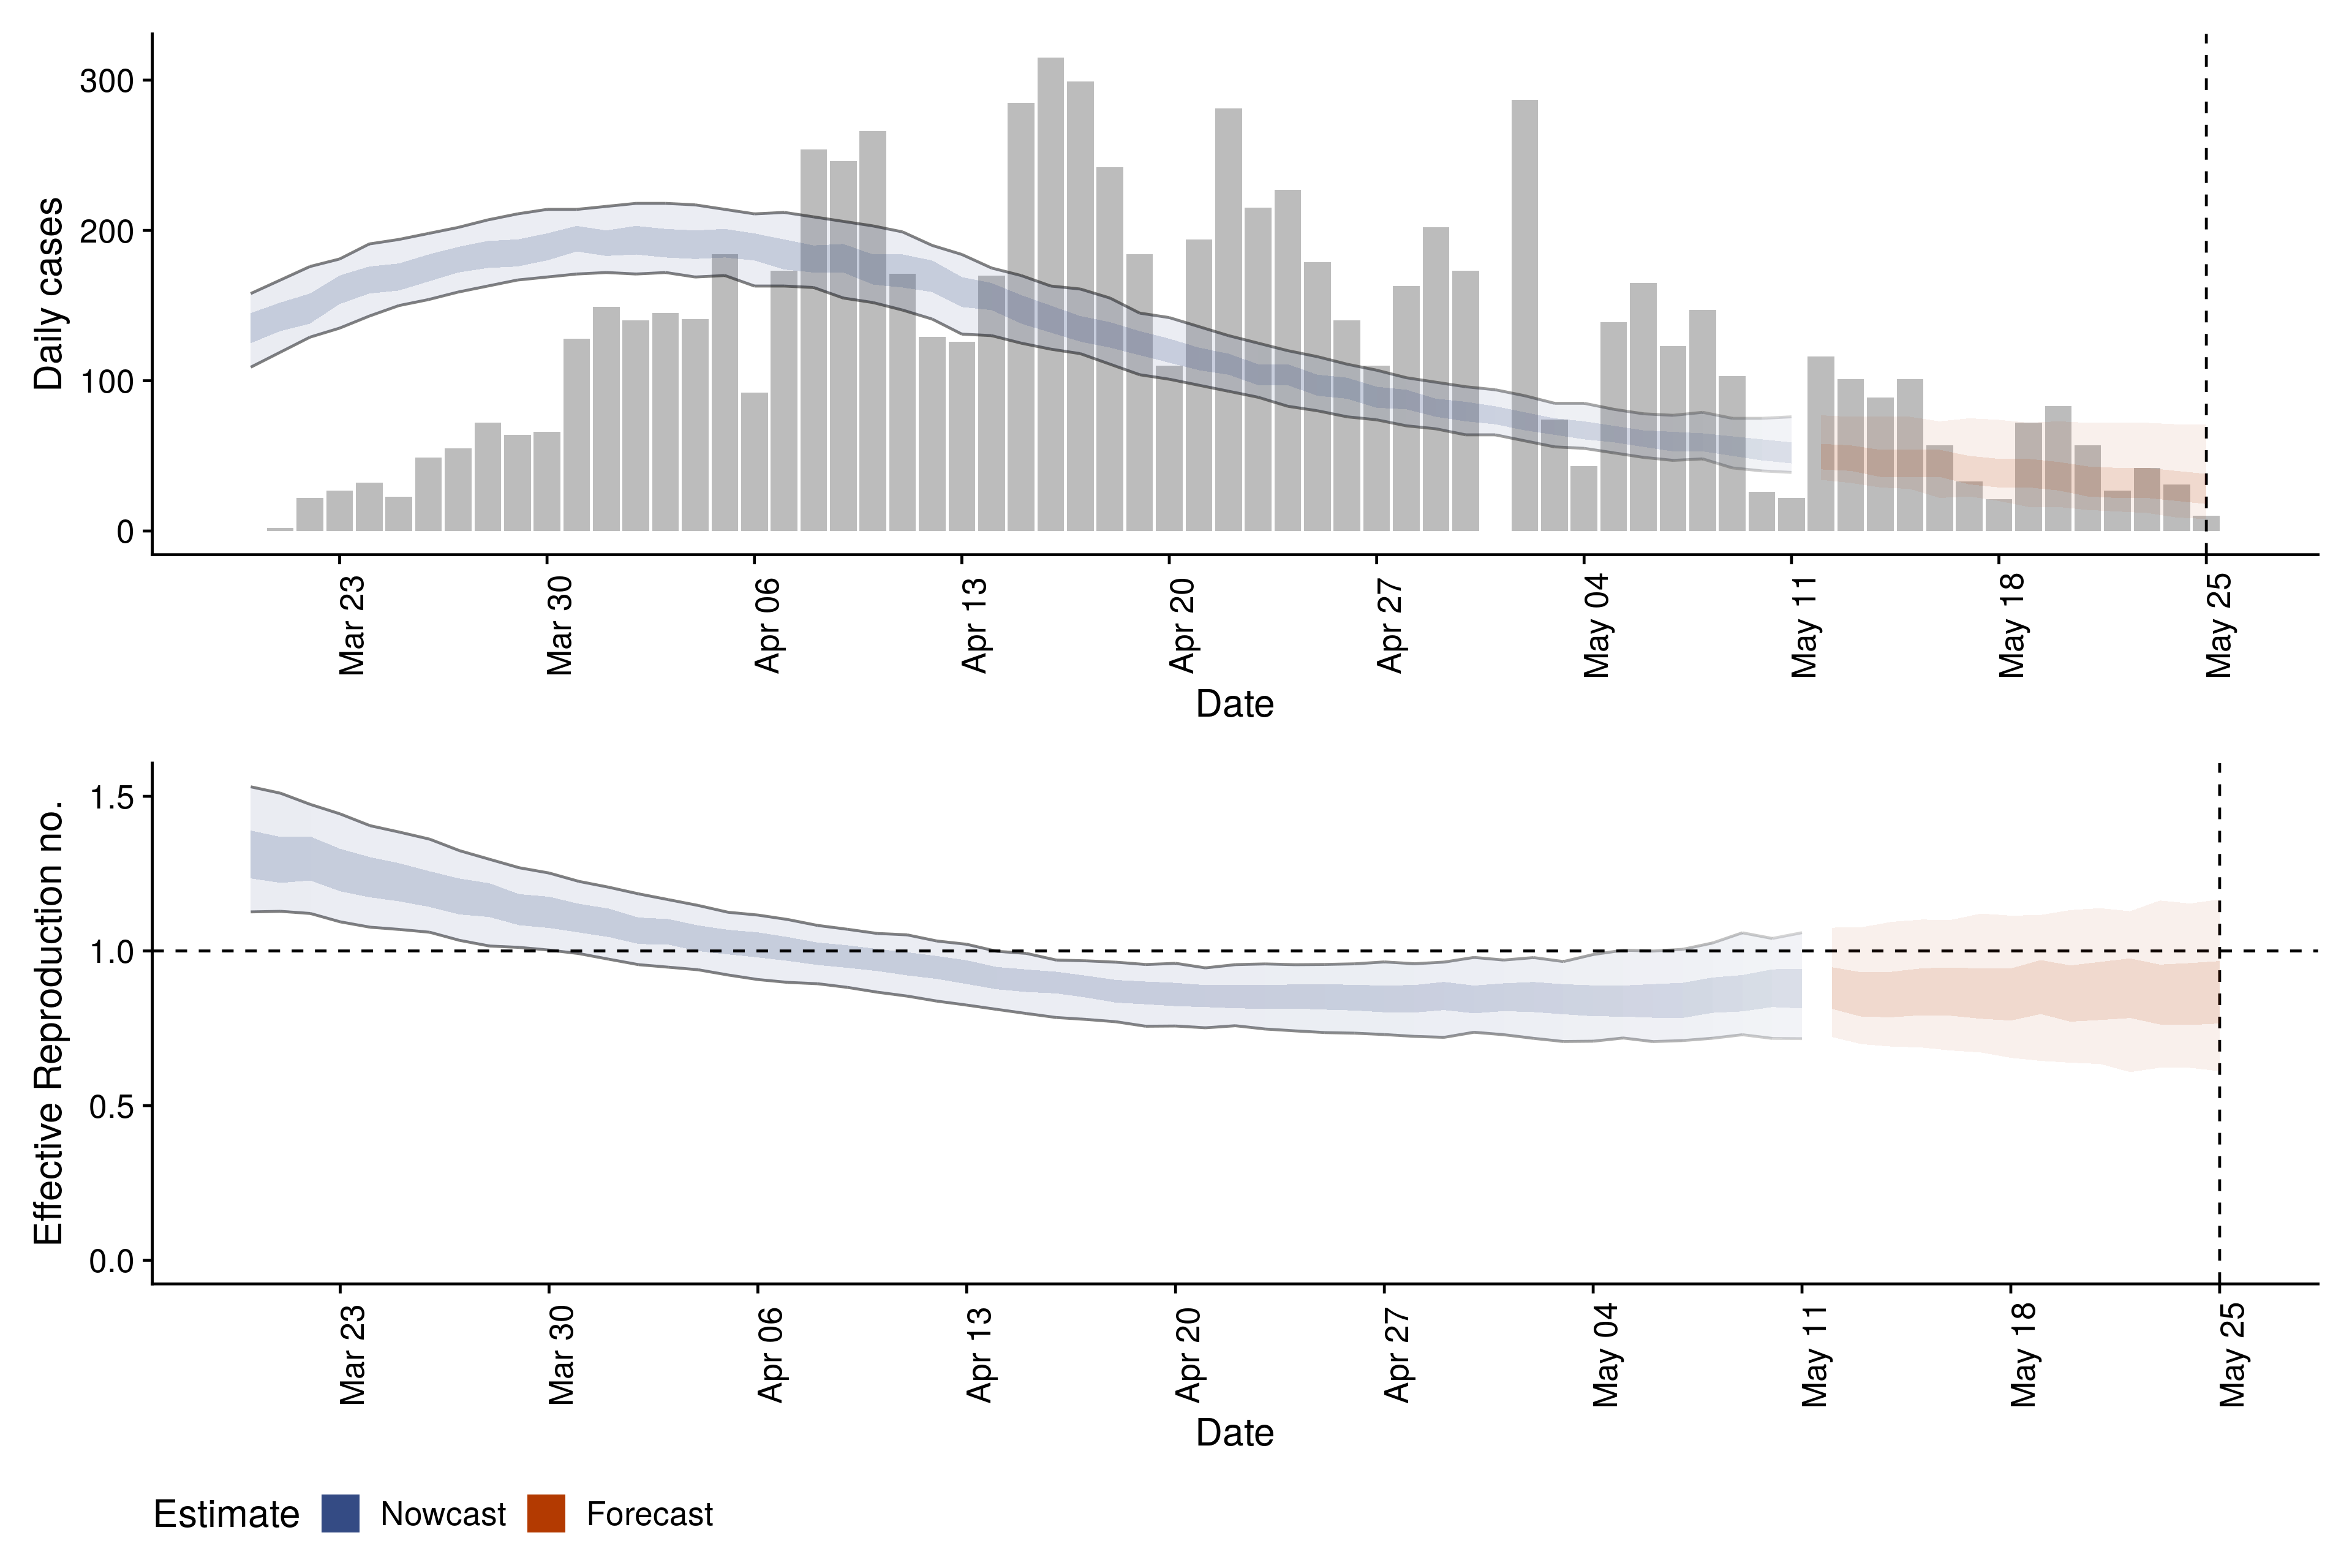 Daily cases
300
200
100
0
Mar 23
Mar 30
Apr 06
Apr 13
Apr 20
Apr 27
May 04
May 11
May 18
May 25
Date
Effective Reproduction no.
1.5
1.0
0.5
0.0
Mar 23
Mar 30
Apr 06
Apr 13
Apr 20
Apr 27
May 04
May 11
May 18
May 25
Date
Estimate Nowcast Forecast